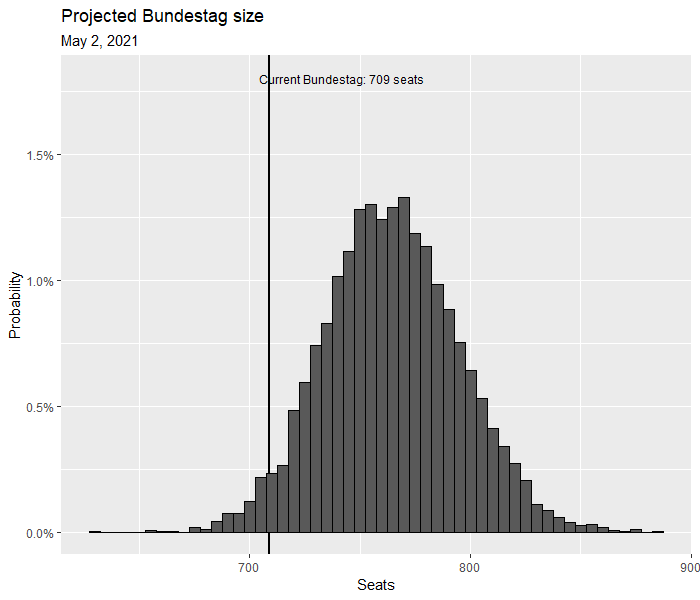 Projected Bundestag size
May 2, 2021
Current Bundestag: 709 seats
1.5%
1.0%
0.5%
0.0%
Probability
700
800
900
Seats